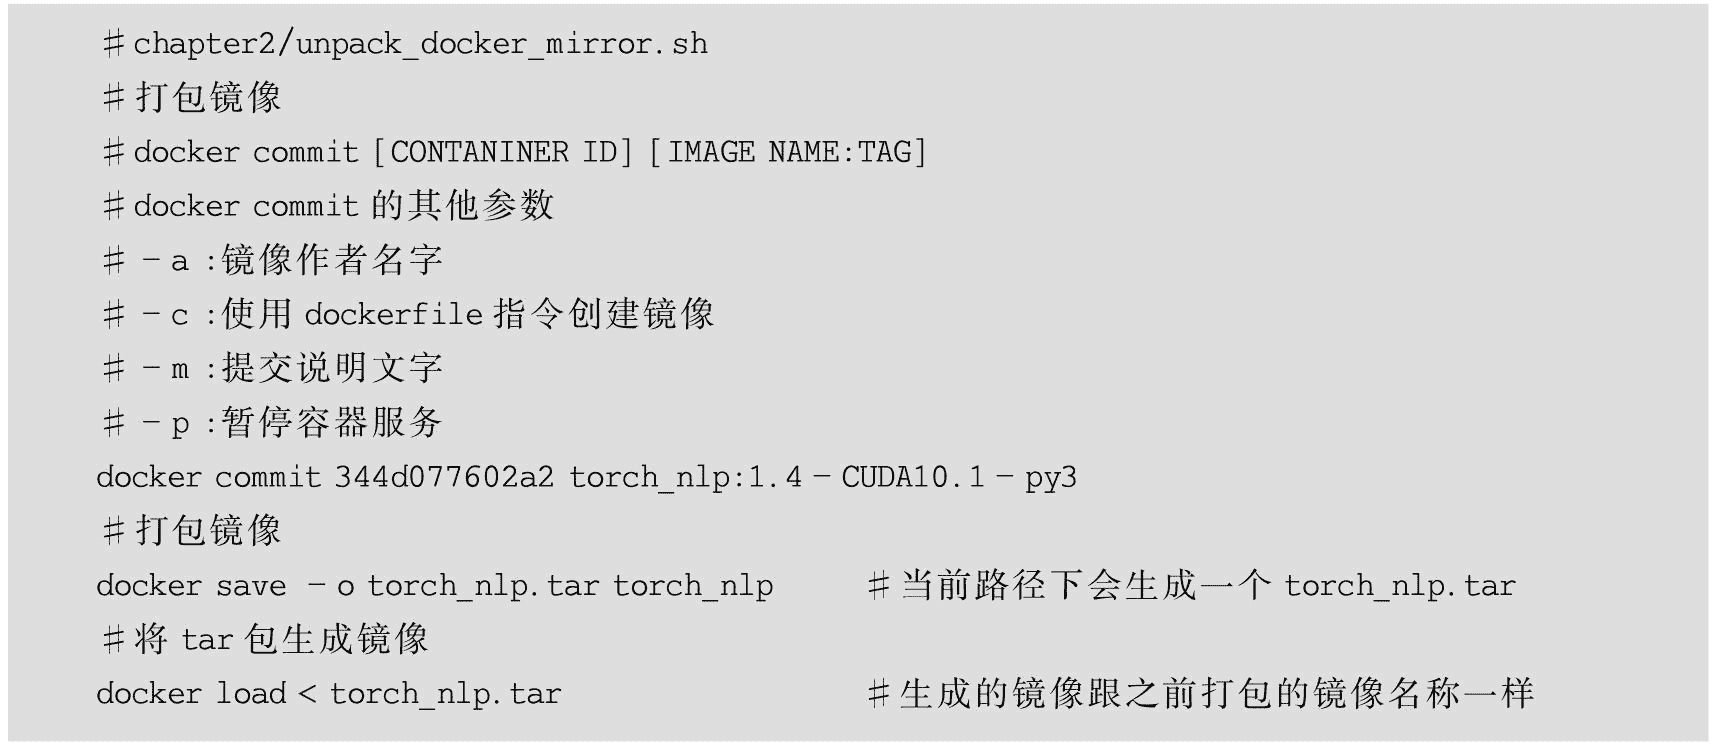 #chapter2/unpack_docker_mirror.sh
#打包镜像
#docker commit [CONTANINER ID] [IMAGE NAME:TAG]
#docker commit 的其他参数
# -a :镜像作者名字
# -c :使用 dockerfile 指令创建镜像
# -m :提交说明文字
# -p :暂停容器服务
docker commit 344d077602a2 torch_nlp:1.4-CUDA10.1-py3
#打包镜像
docker save -o torch_nlp.tar torch_nlp #当前路径下会生成一个 torch_nlp.tar
#将 tar 包生成镜像
docker load < torch_nlp.tar #生成的镜像跟之前打包的镜像名称一样